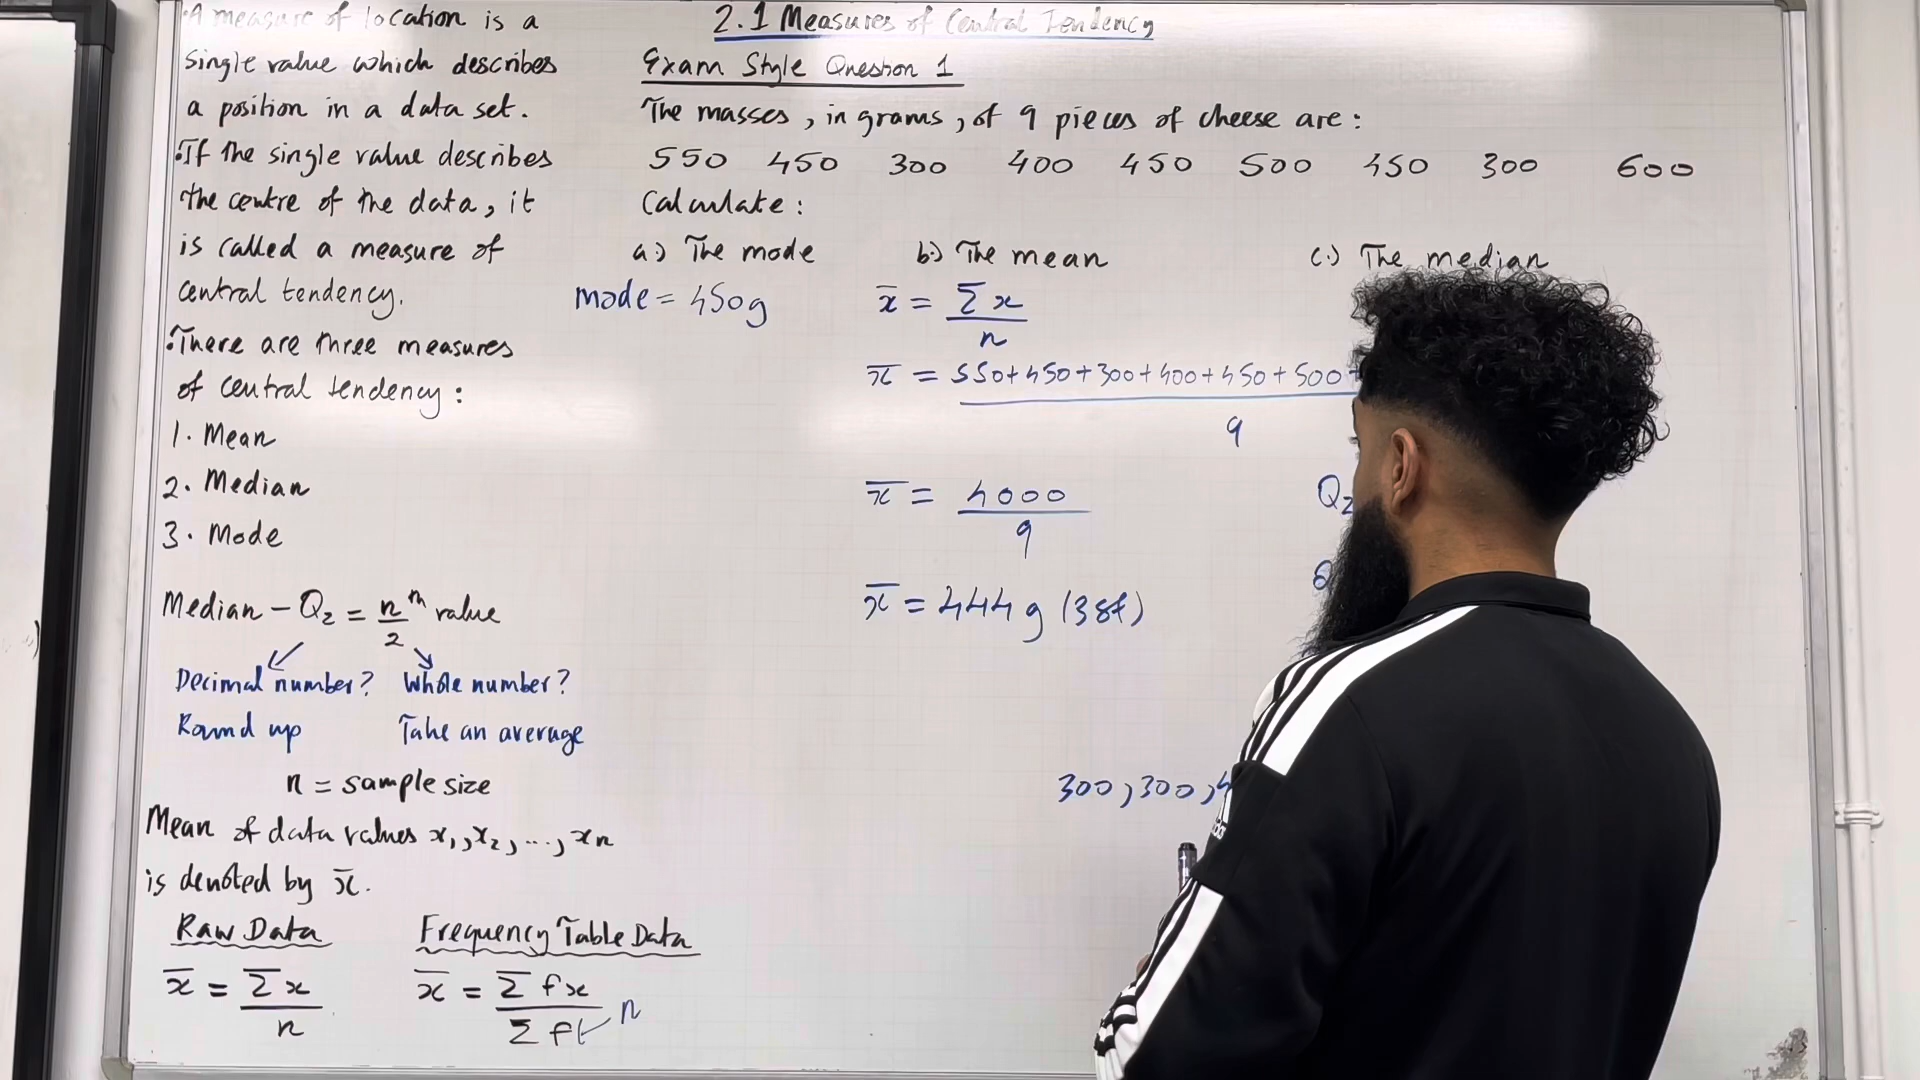 2.1 Measures of Central Tendency
· A measure of location is a
single value which describes
a position in a data set.
· If the single value describes
the centre of the data, it
is called a measure of
central tendency.
· There are three measures
of central tendency:
1. Mean
2. Median
3. Mode
Median - Q₂ = n/2 th value
Decimal number? Whole number?
Round up Take an average
n = sample size
Mean of data values x₁, x₂, ..., xn
is denoted by x̄.
Raw Data Frequency Table Data
x̄ = Σx/n x̄ = Σfx/Σf n
Exam Style Question 1
The masses, in grams, of 9 pieces of cheese are:
550 450 300 400 450 500 450 300 600
Calculate:
a.) The mode b.) The mean c.) The median
mode = 450g
x̄ = Σx/n
x̄ = 550+450+300+400+450+500+ /9
x̄ = 4000/9
x̄ = 444g (3sf)
Q₂
300, 300, 4